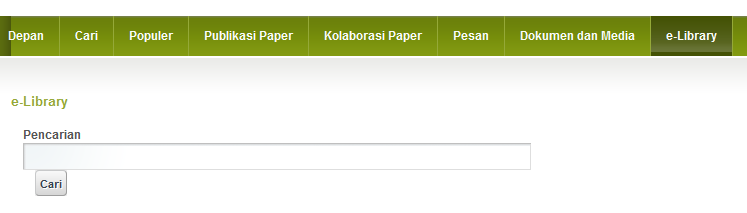 Depan Cari Populer Publikasi Paper Kolaborasi Paper Pesan Dokumen dan Media e-Library
e-Library
Pencarian
Cari